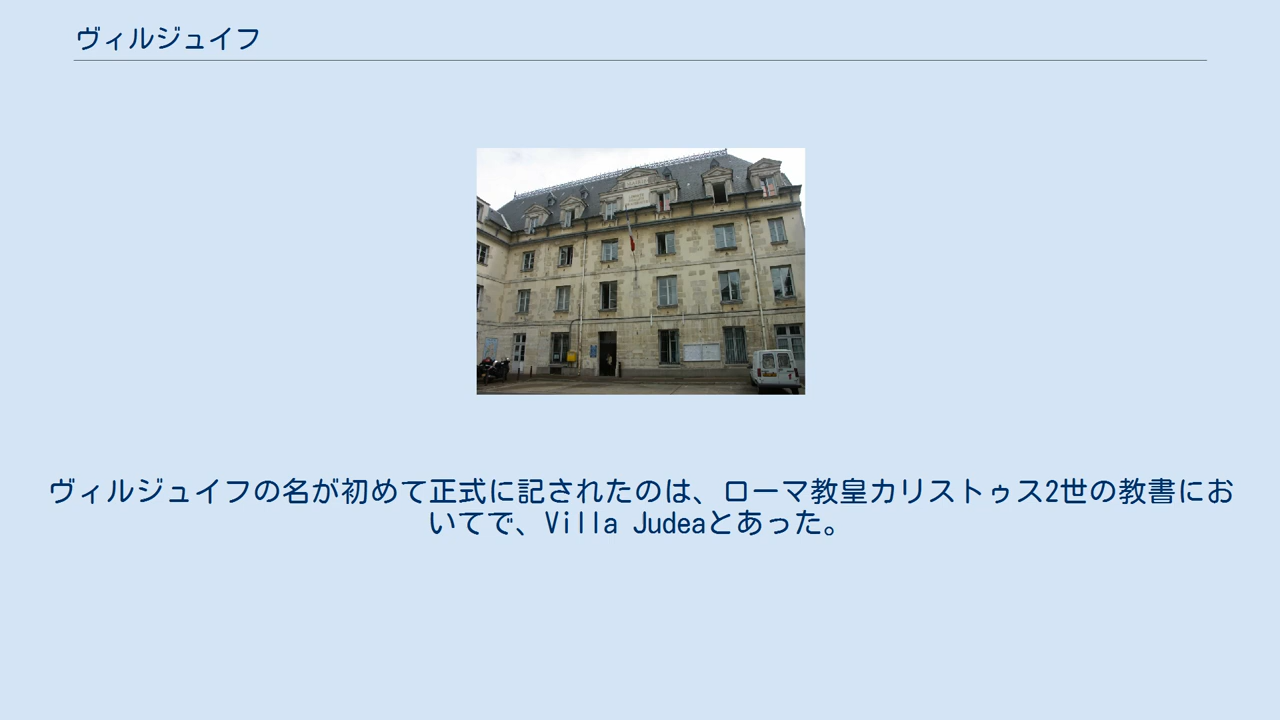 ヴィルジュイフ
ヴィルジュイフの名が初めて正式に記されたのは、ローマ教皇カリストゥス2世の教書にお
いてで、Villa Judeaとあった。